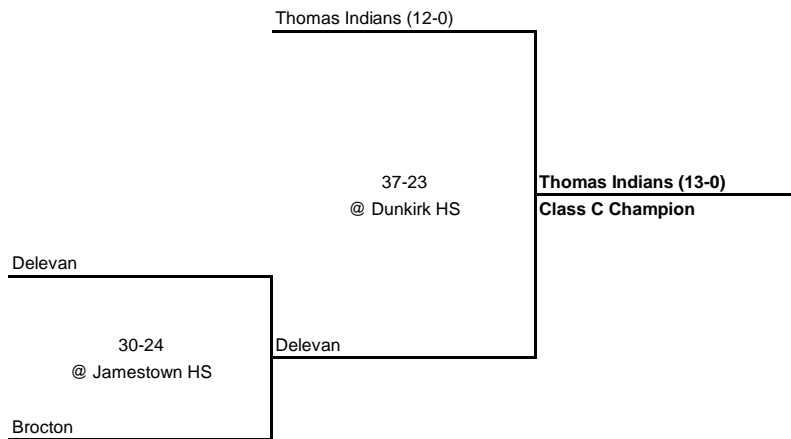 Thomas Indians (12-0)
37-23
@ Dunkirk HS
Thomas Indians (13-0)
Class C Champion
Delevan
30-24
@ Jamestown HS
Delevan
Brocton